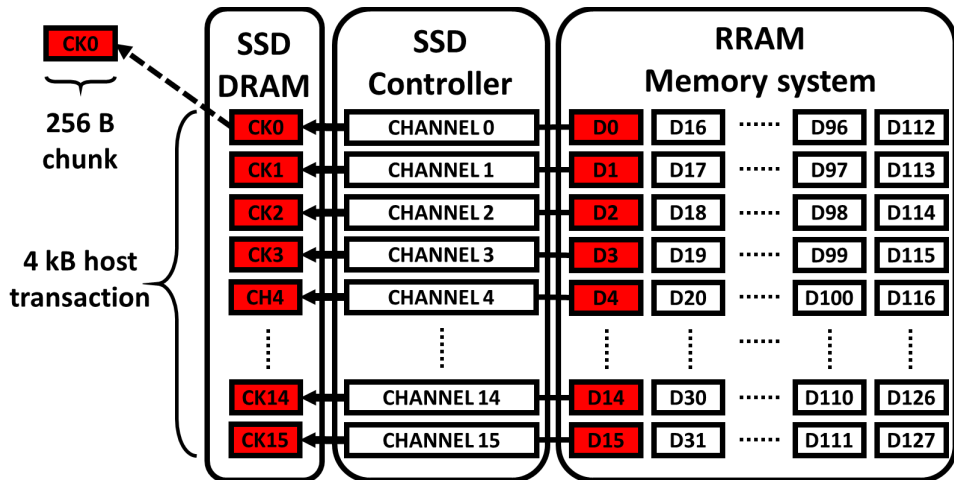 CK0
256 B
chunk
4 kB host
transaction
SSD
DRAM
SSD
Controller
RRAM
Memory system
CK0 CHANNEL 0 D0 D16 ...... D96 D112
CK1 CHANNEL 1 D1 D17 ...... D97 D113
CK2 CHANNEL 2 D2 D18 ...... D98 D114
CK3 CHANNEL 3 D3 D19 ...... D99 D115
CH4 CHANNEL 4 D4 D20 ...... D100 D116
CK14 CHANNEL 14 D14 D30 ...... D110 D126
CK15 CHANNEL 15 D15 D31 ...... D111 D127